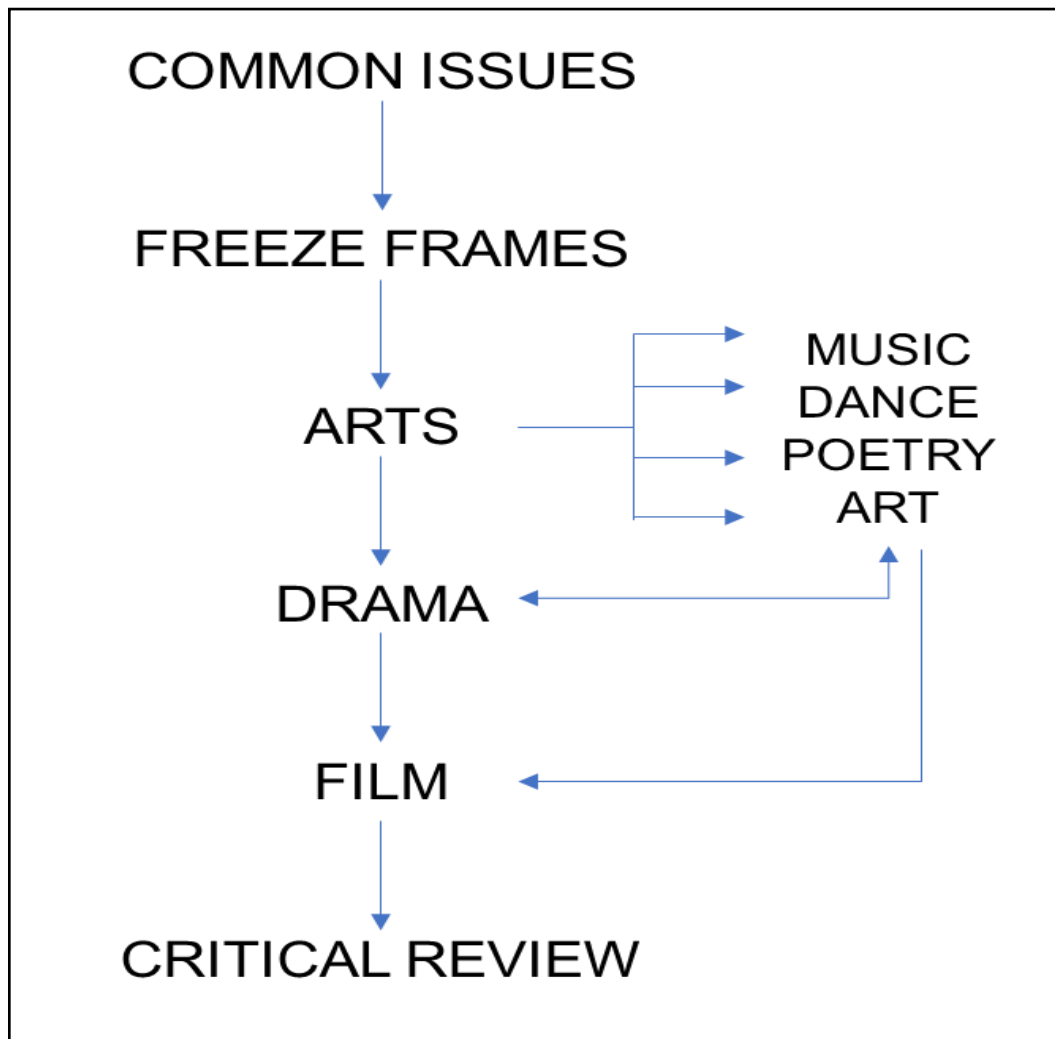 COMMON ISSUES
FREEZE FRAMES
ARTS
MUSIC
DANCE
POETRY
ART
DRAMA
FILM
CRITICAL REVIEW